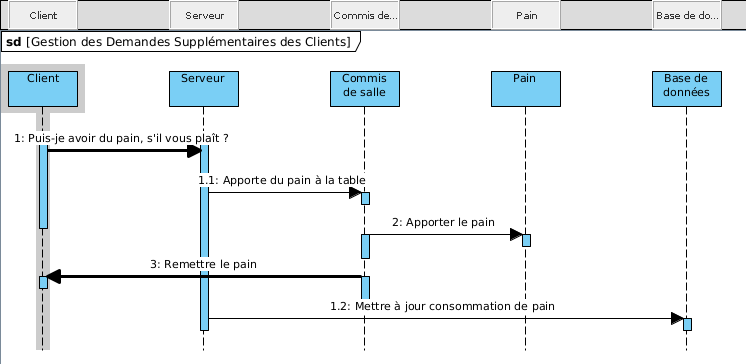 Client Serveur Commis de... Pain Base de do...
sd [Gestion des Demandes Supplémentaires des Clients]
Client Serveur Commis de salle Pain Base de données
1: Puis-je avoir du pain, s'il vous plaît ?
1.1: Apporte du pain à la table
2: Apporter le pain
3: Remettre le pain
1.2: Mettre à jour consommation de pain